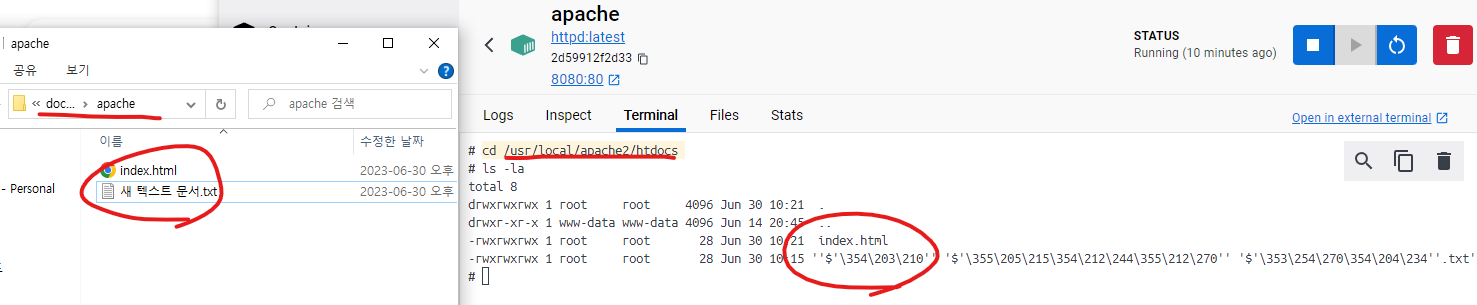 apache
공유 보기
« doc... › apache
apache 검색
이름 수정한 날짜
index.html 2023-06-30 오후
새 텍스트 문서.txt 2023-06-30 오후
- Personal
apache
httpd:latest
2d59912f2d33
8080:80
STATUS
Running (10 minutes ago)
Logs Inspect Terminal Files Stats
Open in external terminal
# cd /usr/local/apache2/htdocs
# ls -la
total 8
drwxrwxrwx 1 root root 4096 Jun 30 10:21 .
drwxr-xr-x 1 www-data www-data 4096 Jun 14 20:45 ..
-rwxrwxrwx 1 root root 28 Jun 30 10:21 index.html
-rwxrwxrwx 1 root root 28 Jun 30 10:15 ''$'\354\203\210'' '$'\355\205\215\354\212\244\355\212\270'' '$'\353\254\270\354\204\234''.txt'
#